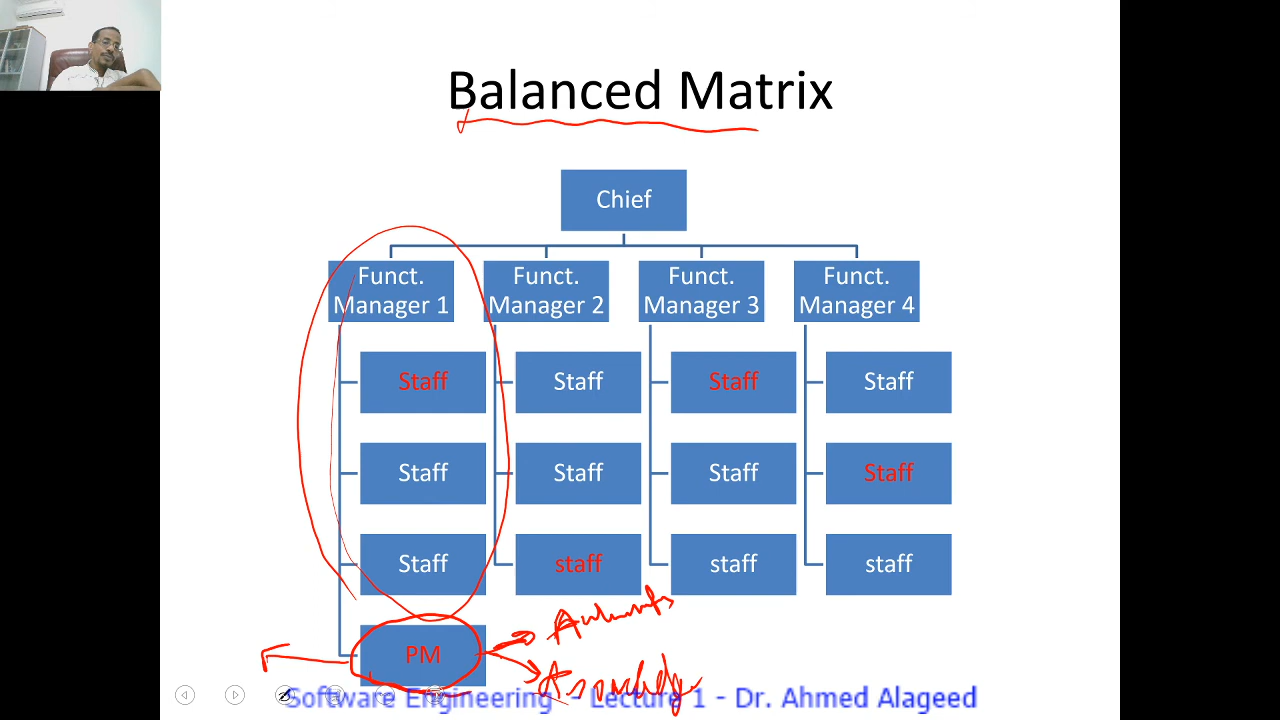 Balanced Matrix
Chief
Funct. Manager 1
Funct. Manager 2
Funct. Manager 3
Funct. Manager 4
Staff
Staff
Staff
Staff
Staff
Staff
Staff
Staff
Staff
staff
staff
staff
PM
Software Engineering - Lecture 1 - Dr. Ahmed Alageed